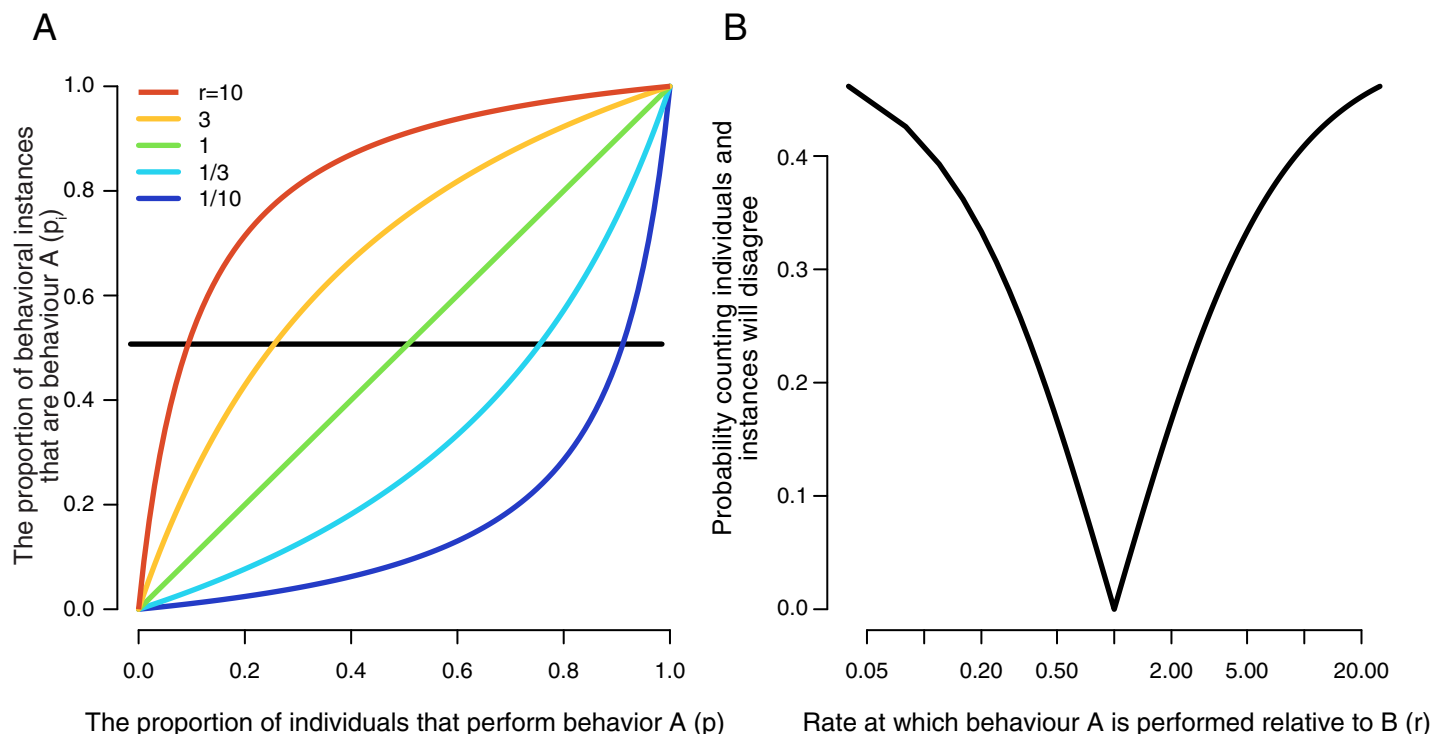 A
The proportion of behavioral instances
that are behaviour A (pi)
1.0
0.8
0.6
0.4
0.2
0.0
r=10
3
1
1/3
1/10
0.0 0.2 0.4 0.6 0.8 1.0
The proportion of individuals that perform behavior A (p)
B
Probability counting individuals and
instances will disagree
0.4
0.3
0.2
0.1
0.0
0.05 0.20 0.50 2.00 5.00 20.00
Rate at which behaviour A is performed relative to B (r)